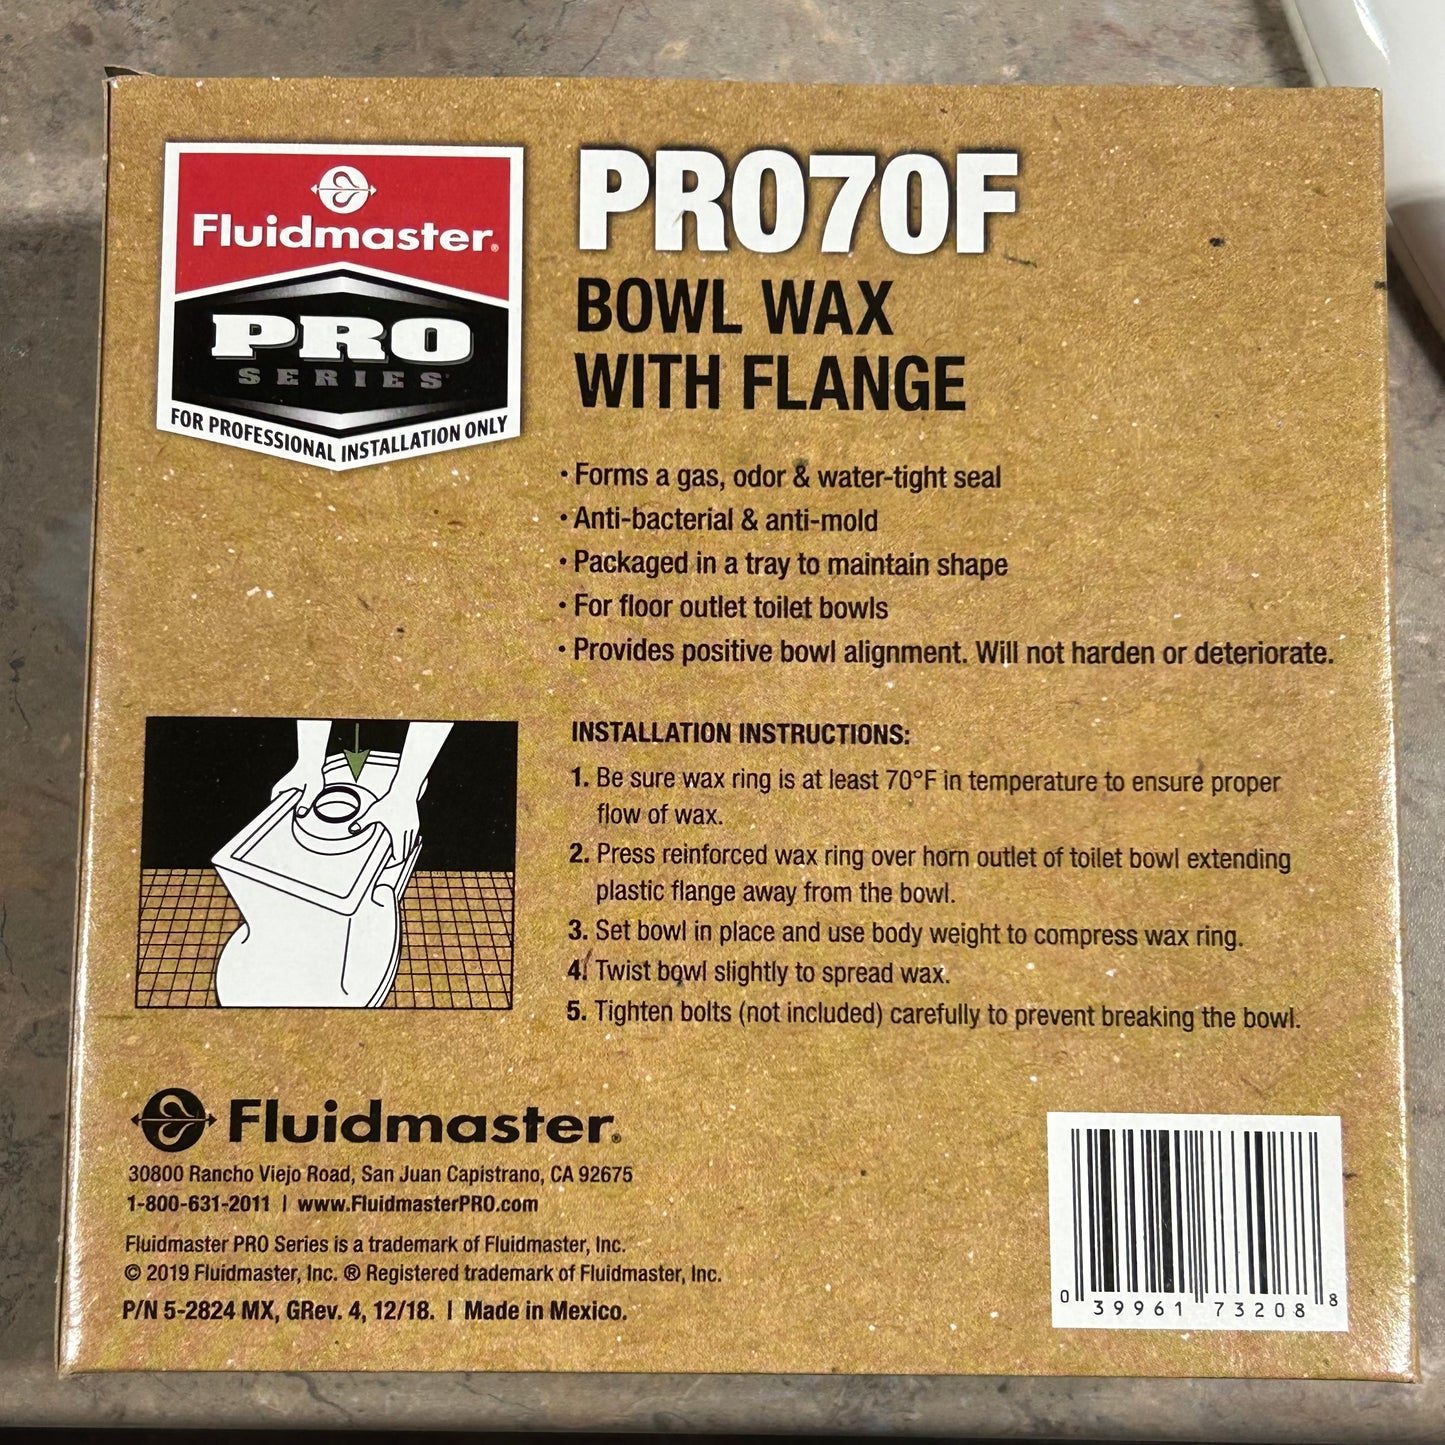 Fluidmaster®
PRO
SERIES
FOR PROFESSIONAL INSTALLATION ONLY
PRO70F
BOWL WAX
WITH FLANGE
• Forms a gas, odor & water-tight seal
• Anti-bacterial & anti-mold
• Packaged in a tray to maintain shape
• For floor outlet toilet bowls
• Provides positive bowl alignment. Will not harden or deteriorate.
INSTALLATION INSTRUCTIONS:
1. Be sure wax ring is at least 70°F in temperature to ensure proper
flow of wax.
2. Press reinforced wax ring over horn outlet of toilet bowl extending
plastic flange away from the bowl.
3. Set bowl in place and use body weight to compress wax ring.
4. Twist bowl slightly to spread wax.
5. Tighten bolts (not included) carefully to prevent breaking the bowl.
Fluidmaster®
30800 Rancho Viejo Road, San Juan Capistrano, CA 92675
1-800-631-2011 | www.FluidmasterPRO.com
Fluidmaster PRO Series is a trademark of Fluidmaster, Inc.
© 2019 Fluidmaster, Inc. ® Registered trademark of Fluidmaster, Inc.
P/N 5-2824 MX, GRev. 4, 12/18. | Made in Mexico.
0 39961 73208 8